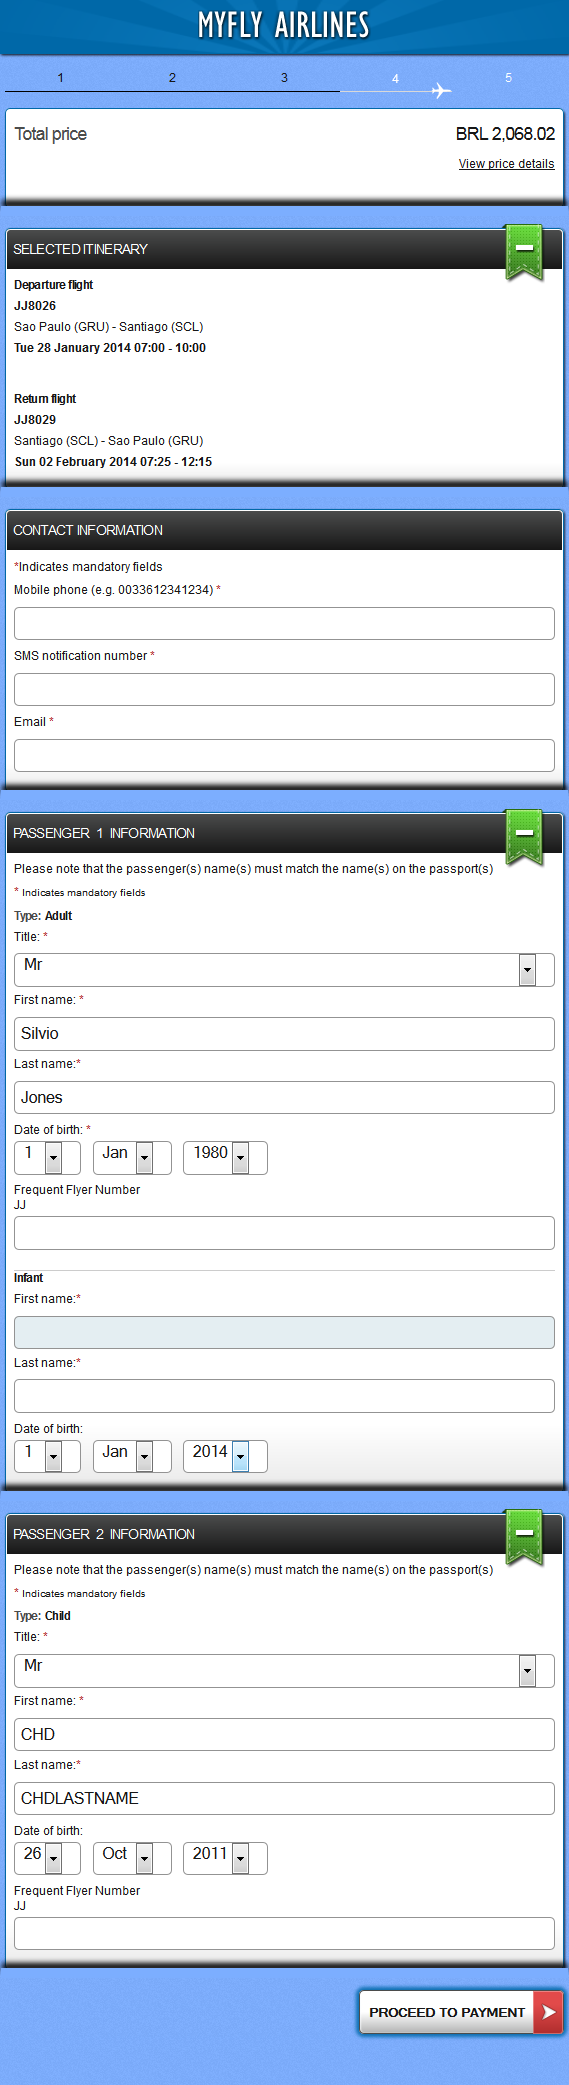 MYFLY AIRLINES
1 2 3 4 5
Total price BRL 2,068.02
View price details
SELECTED ITINERARY
Departure flight
JJ8026
Sao Paulo (GRU) - Santiago (SCL)
Tue 28 January 2014 07:00 - 10:00
Return flight
JJ8029
Santiago (SCL) - Sao Paulo (GRU)
Sun 02 February 2014 07:25 - 12:15
CONTACT INFORMATION
*Indicates mandatory fields
Mobile phone (e.g. 0033612341234) *
SMS notification number *
Email *
PASSENGER 1 INFORMATION
Please note that the passenger(s) name(s) must match the name(s) on the passport(s)
* Indicates mandatory fields
Type: Adult
Title: *
Mr
First name: *
Silvio
Last name:*
Jones
Date of birth: *
1 Jan 1980
Frequent Flyer Number
JJ
Infant
First name:*
Last name:*
Date of birth:
1 Jan 2014
PASSENGER 2 INFORMATION
Please note that the passenger(s) name(s) must match the name(s) on the passport(s)
* Indicates mandatory fields
Type: Child
Title: *
Mr
First name: *
CHD
Last name:*
CHDLASTNAME
Date of birth:
26 Oct 2011
Frequent Flyer Number
JJ
PROCEED TO PAYMENT